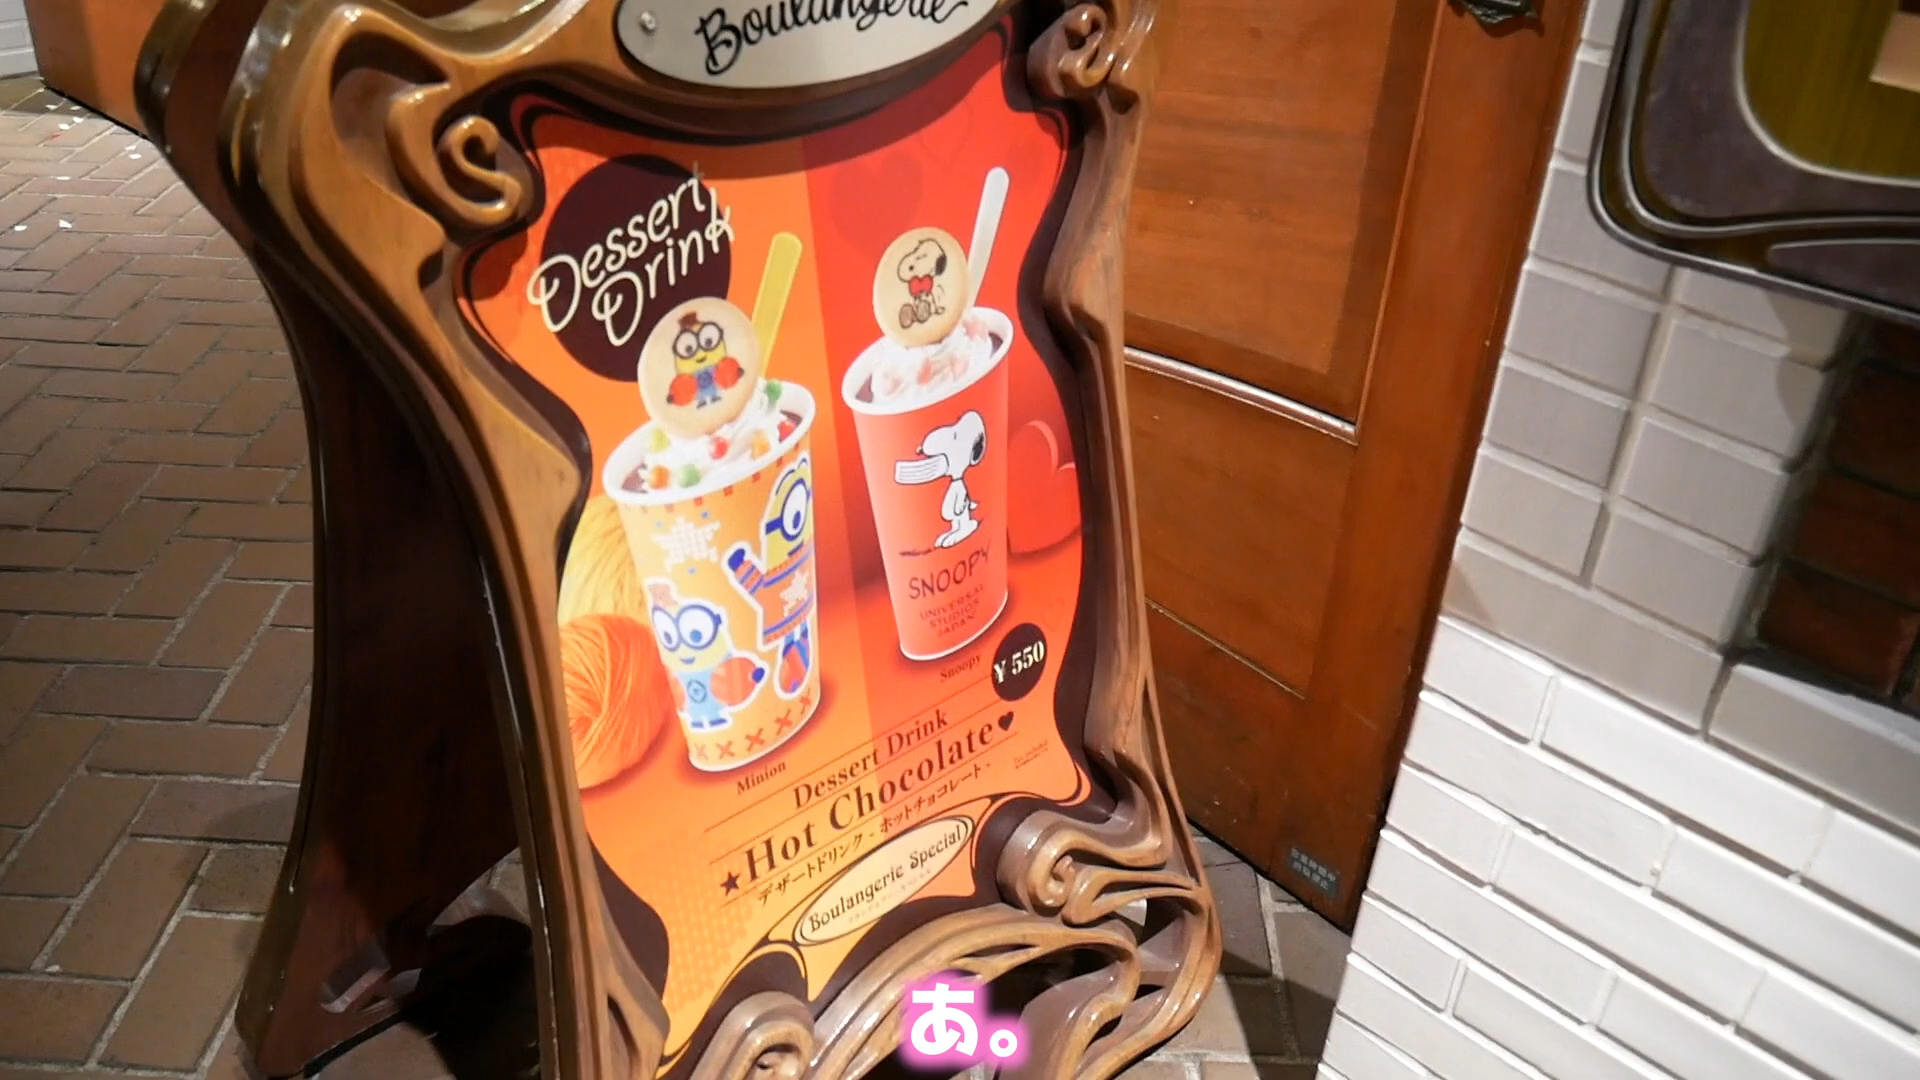 Boulangerie
Dessert
Drink
SNOOPY
UNIVERSAL
STUDIOS
JAPAN
Snoopy
¥550
Minion
Dessert Drink
★Hot Chocolate♥
デザートドリンク - ホットチョコレート -
Boulangerie Special
あ。